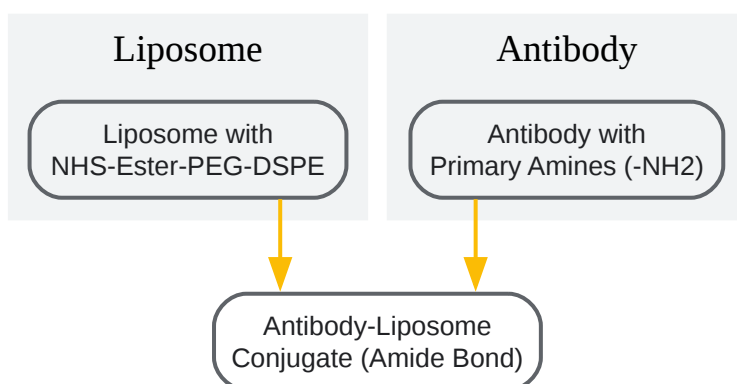 Liposome
Antibody
Liposome with
NHS-Ester-PEG-DSPE
Antibody with
Primary Amines (-NH2)
Antibody-Liposome
Conjugate (Amide Bond)